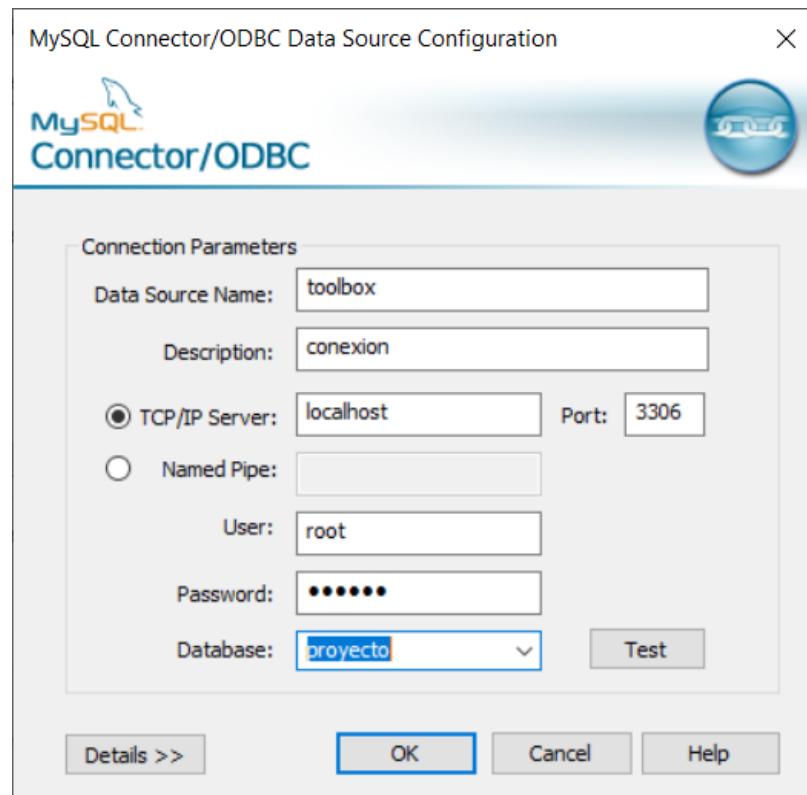 MySQL Connector/ODBC Data Source Configuration
MySQL
Connector/ODBC
Connection Parameters
Data Source Name: toolbox
Description: conexion
TCP/IP Server: localhost Port: 3306
Named Pipe:
User: root
Password: ••••••
Database: proyecto Test
Details >> OK Cancel Help